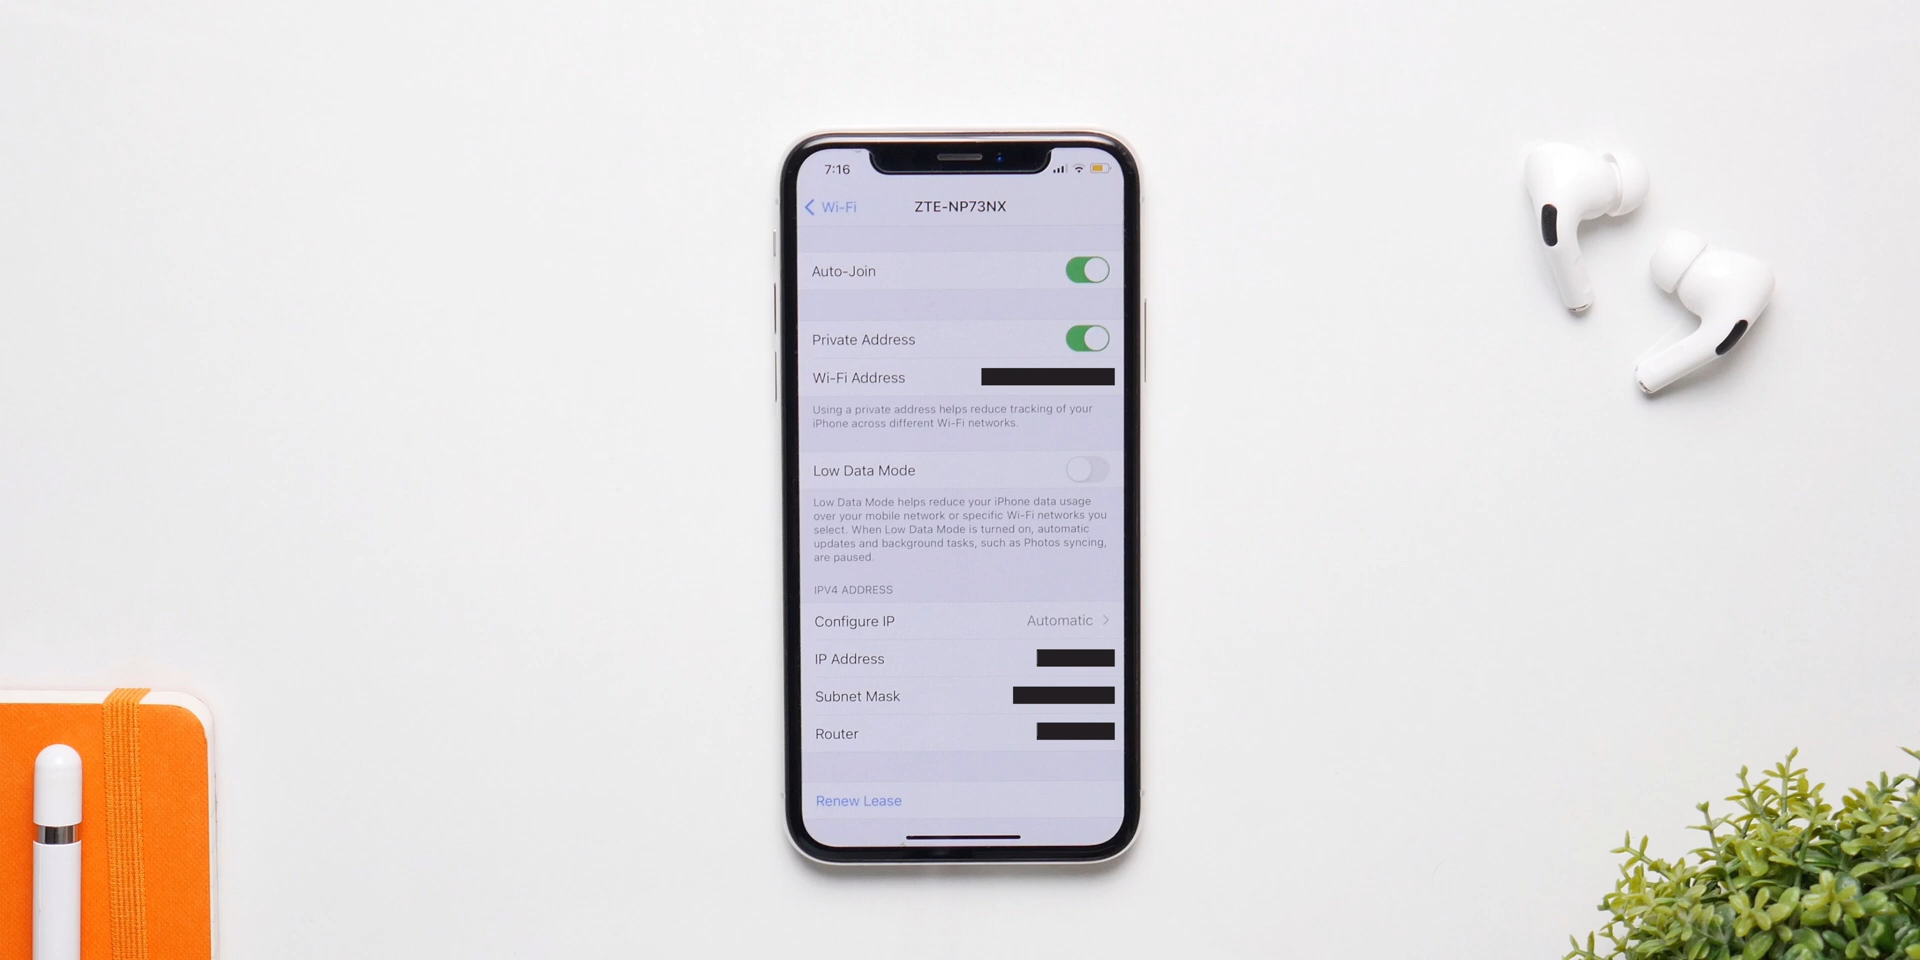 7:16
Wi-Fi
ZTE-NP73NX
Auto-Join
Private Address
Wi-Fi Address
Using a private address helps reduce tracking of your
iPhone across different Wi-Fi networks.
Low Data Mode
Low Data Mode helps reduce your iPhone data usage
over your mobile network or specific Wi-Fi networks you
select. When Low Data Mode is turned on, automatic
updates and background tasks, such as Photos syncing,
are paused.
IPV4 ADDRESS
Configure IP Automatic
IP Address
Subnet Mask
Router
Renew Lease